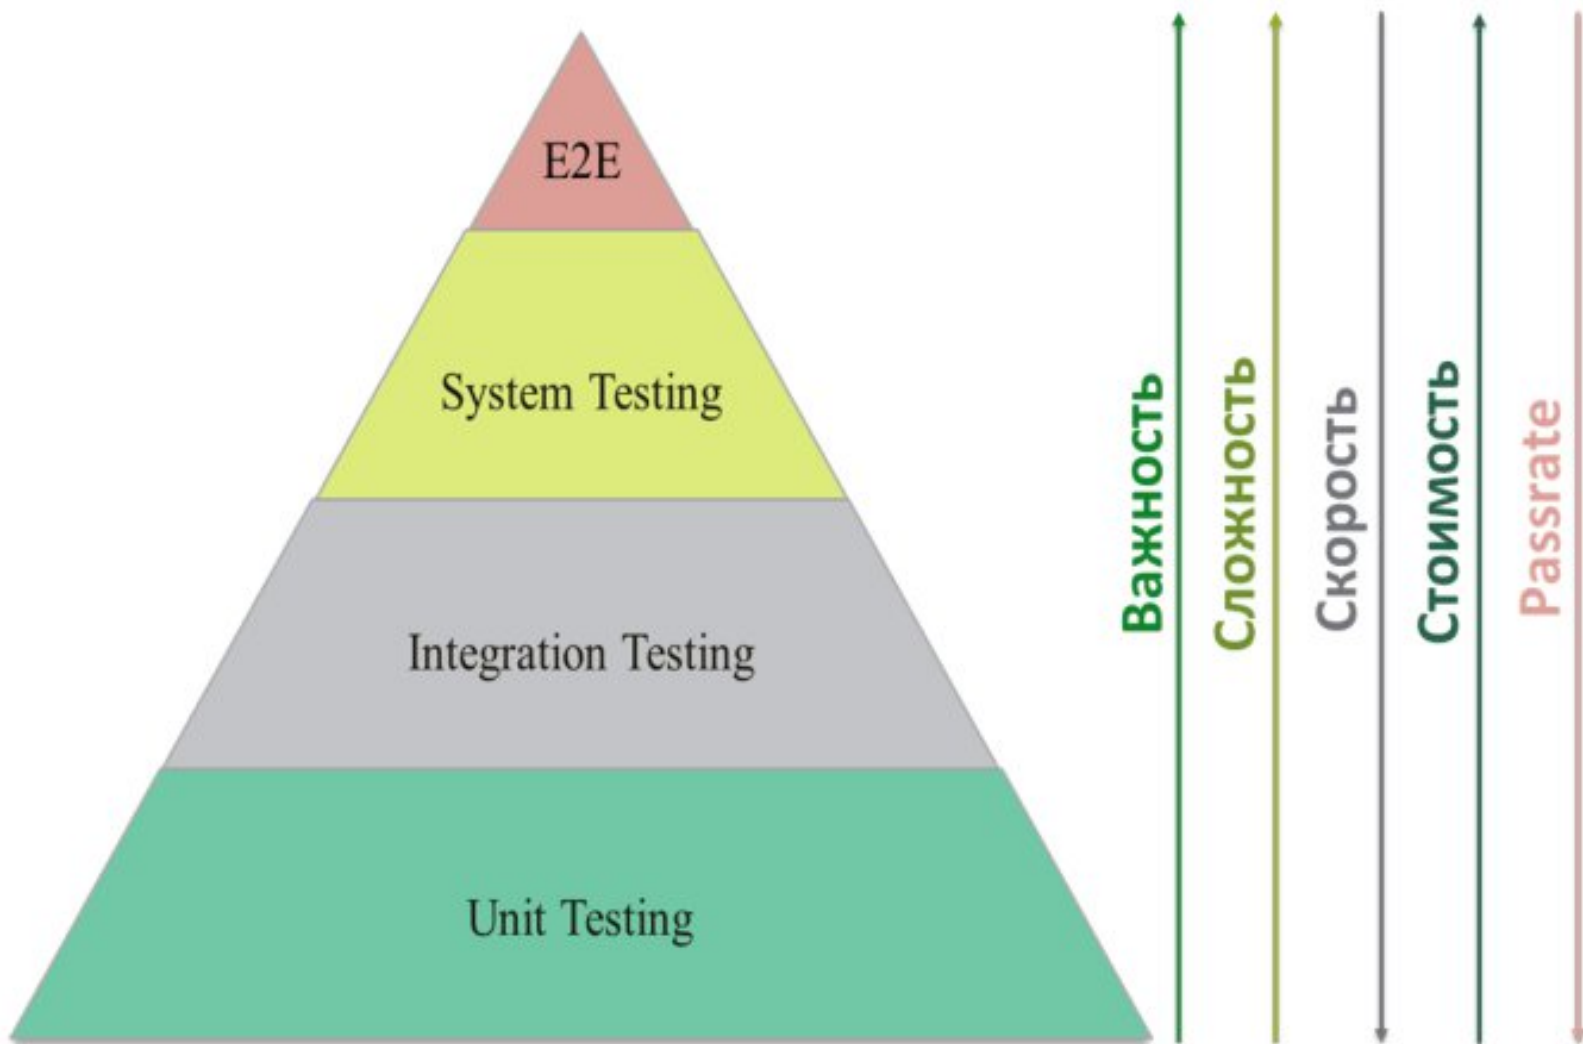 E2E
System Testing
Integration Testing
Unit Testing
Важность
Сложность
Скорость
Стоимость
Passrate